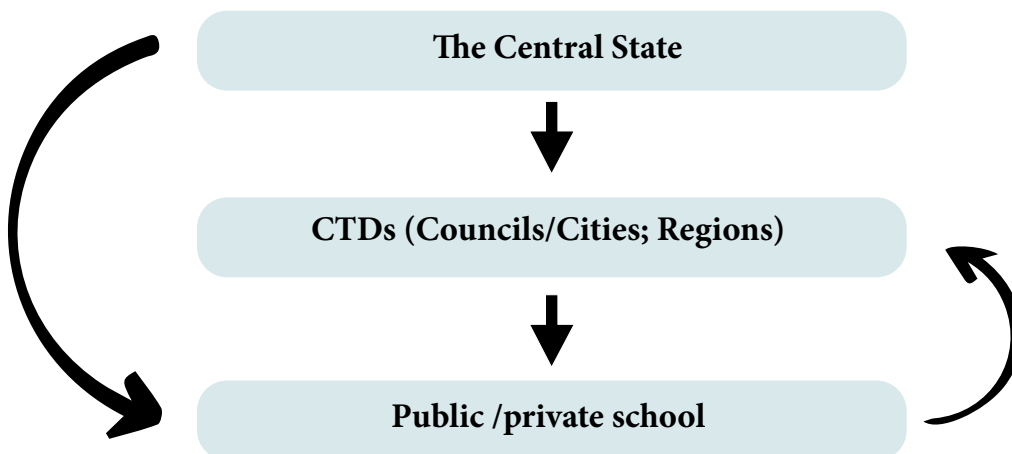 The Central State
CTDs (Councils/Cities; Regions)
Public /private school